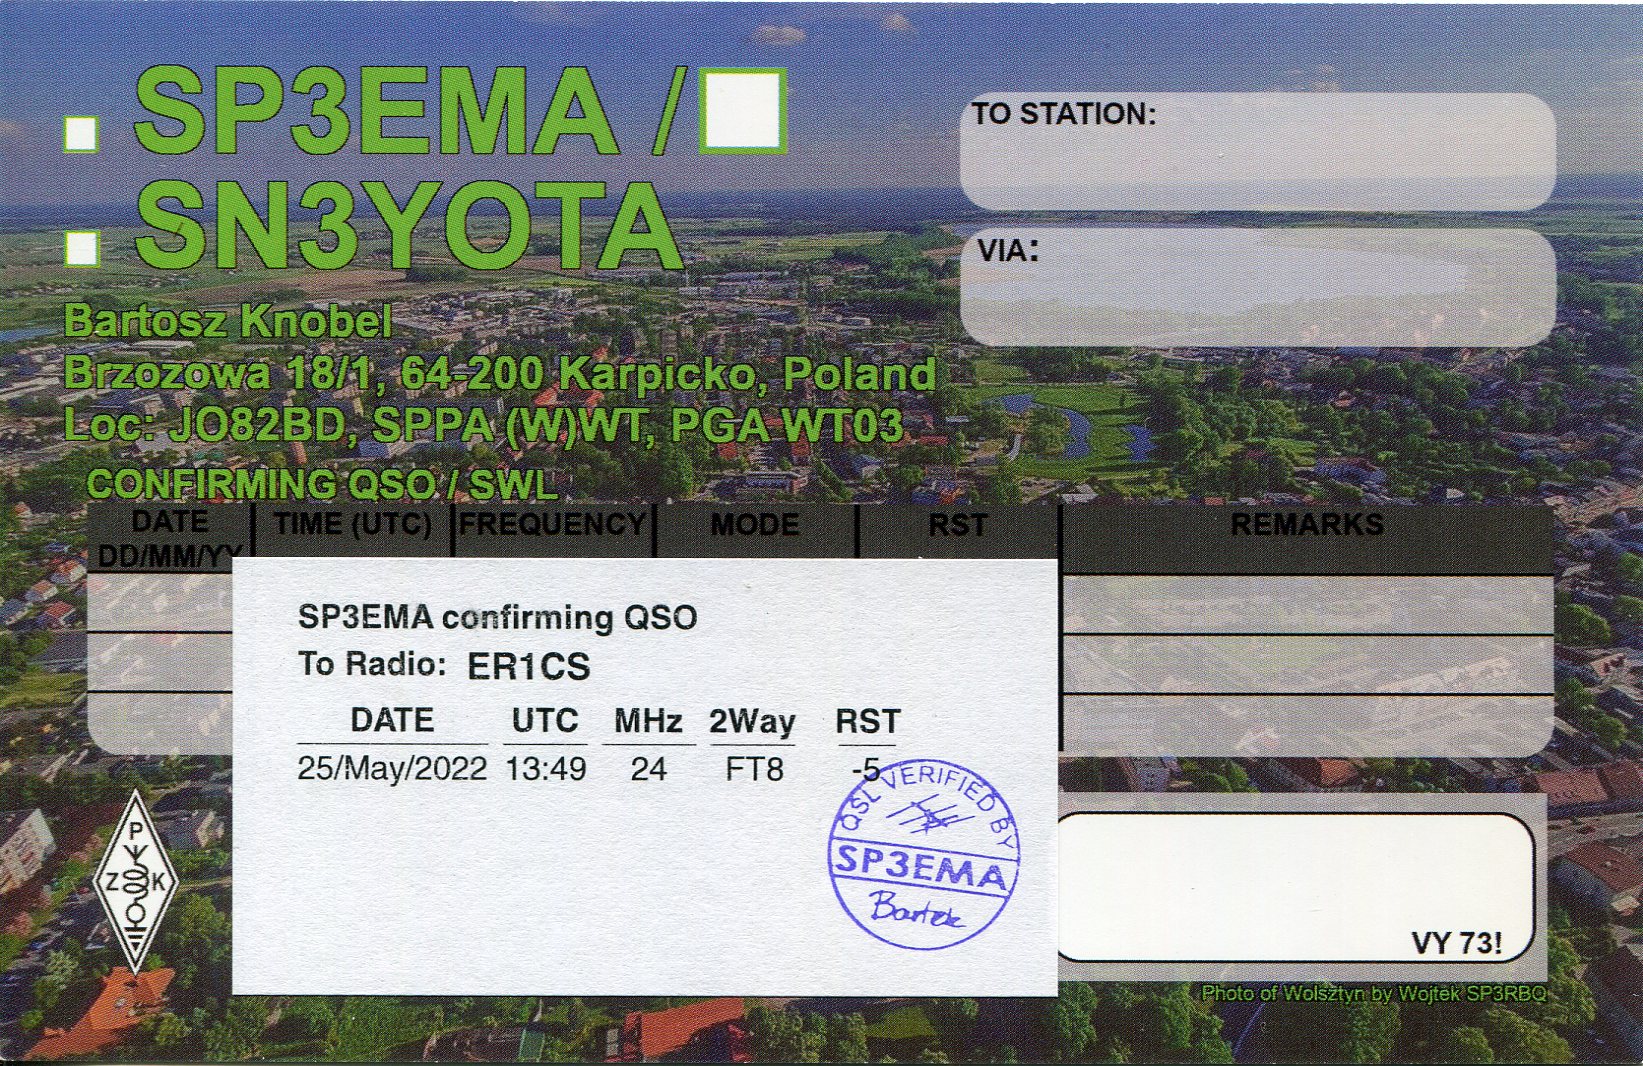 SP3EMA /
SN3YOTA
Bartosz Knobel
Brzozowa 18/1, 64-200 Karpicko, Poland
Loc: JO82BD, SPPA (W)WT, PGA WT03
CONFIRMING QSO / SWL
TO STATION:
VIA:
DATE DD/MM/YY TIME (UTC) FREQUENCY MODE RST REMARKS
SP3EMA confirming QSO
To Radio: ER1CS
DATE UTC MHz 2Way RST
25/May/2022 13:49 24 FT8 -5
QSL VERIFIED BY
SP3EMA
Bartek
P
Z K
VY 73!
Photo of Wolsztyn by Wojtek SP3RBQ